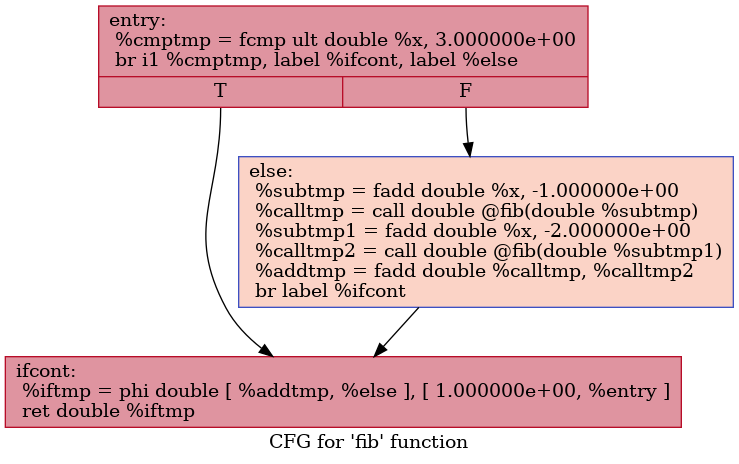 entry:
%cmptmp = fcmp ult double %x, 3.000000e+00
br i1 %cmptmp, label %ifcont, label %else
T
F
else:
%subtmp = fadd double %x, -1.000000e+00
%calltmp = call double @fib(double %subtmp)
%subtmp1 = fadd double %x, -2.000000e+00
%calltmp2 = call double @fib(double %subtmp1)
%addtmp = fadd double %calltmp, %calltmp2
br label %ifcont
ifcont:
%iftmp = phi double [ %addtmp, %else ], [ 1.000000e+00, %entry ]
ret double %iftmp
CFG for 'fib' function